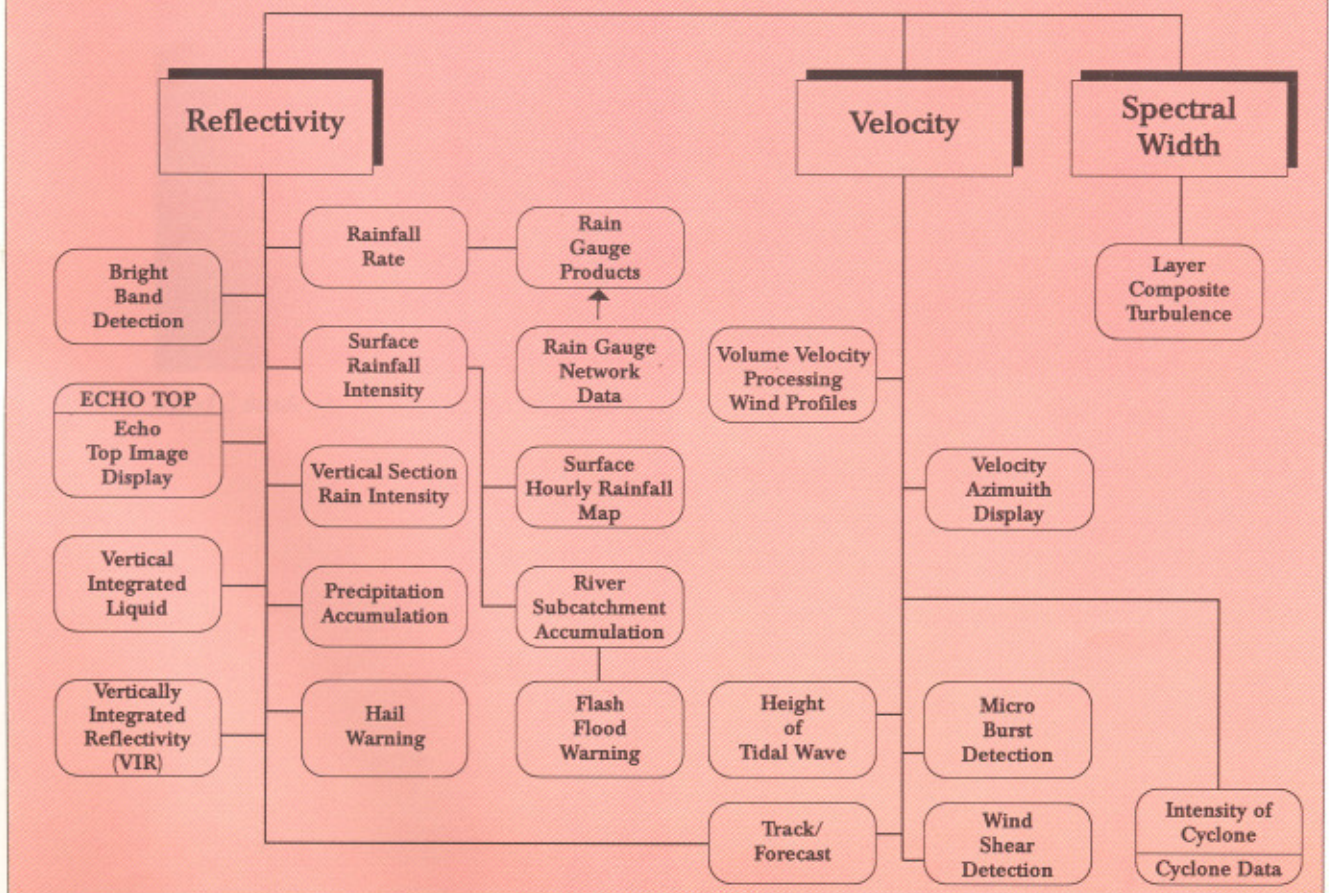 Reflectivity
Velocity
Spectral
Width
Rainfall
Rate
Rain
Gauge
Products
Bright
Band
Detection
Layer
Composite
Turbulence
Surface
Rainfall
Intensity
Rain Gauge
Network
Data
Volume Velocity
Processing
Wind Profiles
ECHO TOP
Echo
Top Image
Display
Vertical Section
Rain Intensity
Surface
Hourly Rainfall
Map
Velocity
Azimuith
Display
Vertical
Integrated
Liquid
Precipitation
Accumulation
River
Subcatchment
Accumulation
Vertically
Integrated
Reflectivity
(VIR)
Hail
Warning
Flash
Flood
Warning
Height
of
Tidal Wave
Micro
Burst
Detection
Track/
Forecast
Wind
Shear
Detection
Intensity of
Cyclone
Cyclone Data